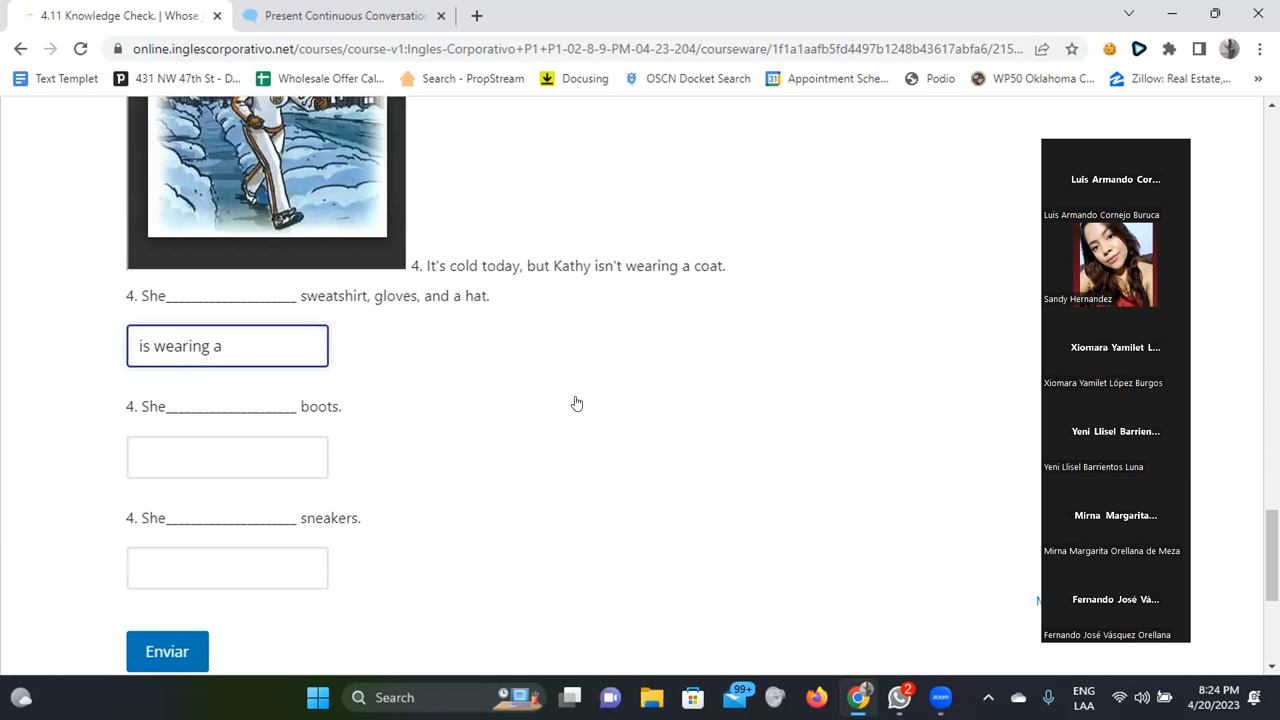 4.11 Knowledge Check. | Whose
Present Continuous Conversation
online.inglescorporativo.net/courses/course-v1:Ingles-Corporativo+P1+P1-02-8-9-PM-04-23-204/courseware/1f1a1aafb5fd4497b1248b43617abfa6/215...
Text Templet
431 NW 47th St - D...
Wholesale Offer Cal...
Search - PropStream
Docusing
OSCN Docket Search
Appointment Sche...
Podio
WP50 Oklahoma C...
Zillow: Real Estate,...
»
4. It's cold today, but Kathy isn't wearing a coat.
4. She____________________ sweatshirt, gloves, and a hat.
is wearing a
4. She____________________ boots.
4. She____________________ sneakers.
Enviar
Luis Armando Cor...
Luis Armando Cornejo Buruca
Sandy Hernandez
Xiomara Yamilet L...
Xiomara Yamilet López Burgos
Yeni Llisel Barrien...
Yeni Llisel Barrientos Luna
Mirna Margarita...
Mirna Margarita Orellana de Meza
Fernando José Vá...
Fernando José Vásquez Orellana
Search
99+
2
ENG
LAA
8:24 PM
4/20/2023